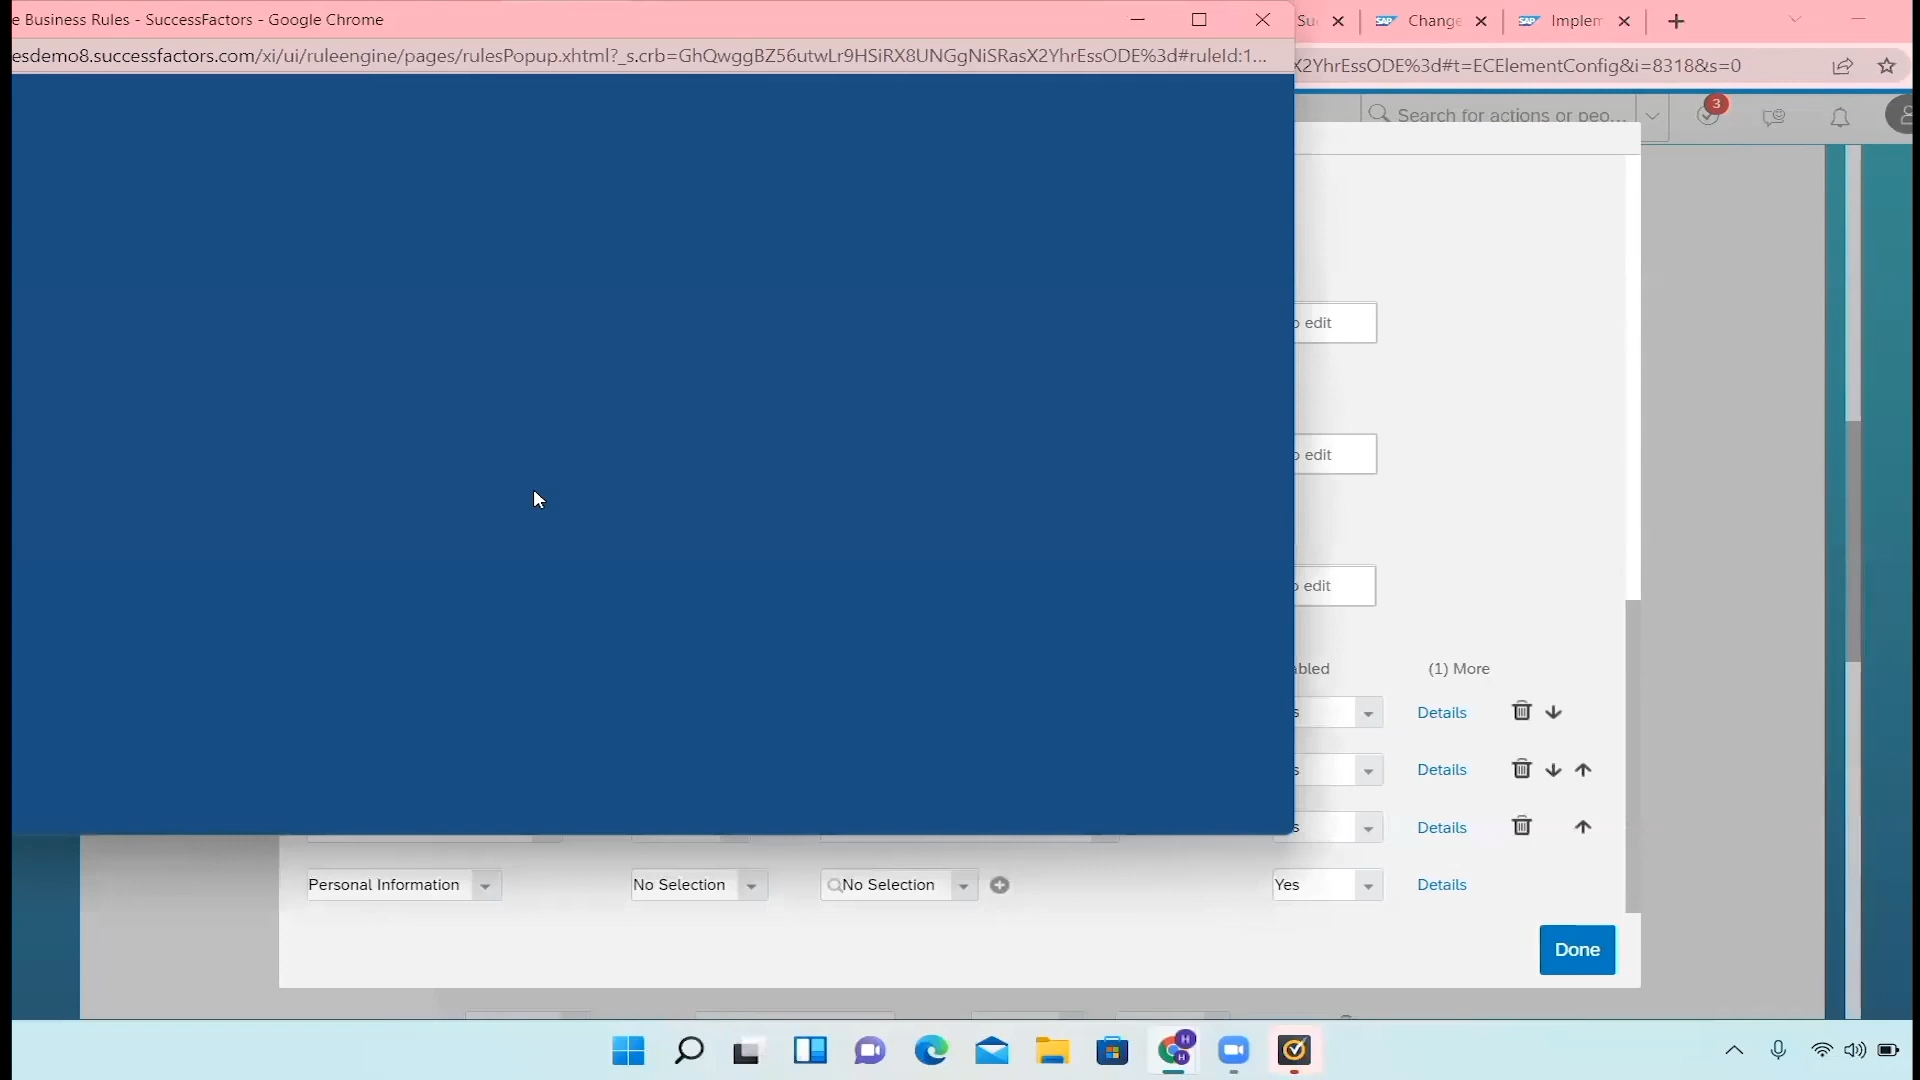 e Business Rules - SuccessFactors - Google Chrome
esdemo8.successfactors.com/xi/ui/ruleengine/pages/rulesPopup.xhtml?_s.crb=GhQwggBZ56utwLr9HSiRX8UNGgNiSRasX2YhrEssODE%3d#ruleId:1...
Su
Change
Implem
X2YhrEssODE%3d#t=ECElementConfig&i=8318&s=0
Search for actions or peo...
3
o edit
o edit
o edit
abled
(1) More
s
Details
s
Details
s
Details
Personal Information
No Selection
No Selection
Yes
Details
Done